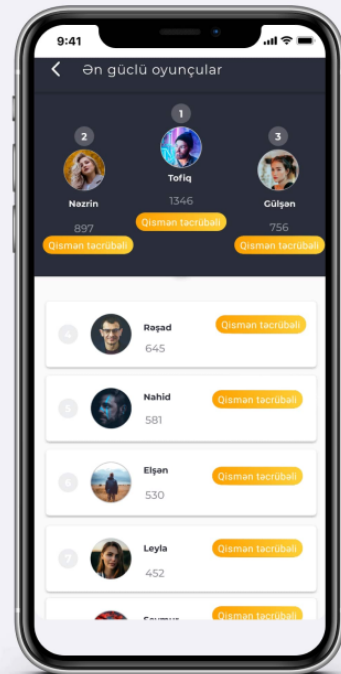 9:41
Ən güclü oyunçular
1
2
3
Tofiq
1346
Qismən təcrübəli
Nəzrin
897
Qismən təcrübəli
Gülşən
756
Qismən təcrübəli
4
Rəşad
645
Qismən təcrübəli
5
Nahid
581
Qismən təcrübəli
6
Elşən
530
Qismən təcrübəli
7
Leyla
452
Qismən təcrübəli
Qismən təcrübəli